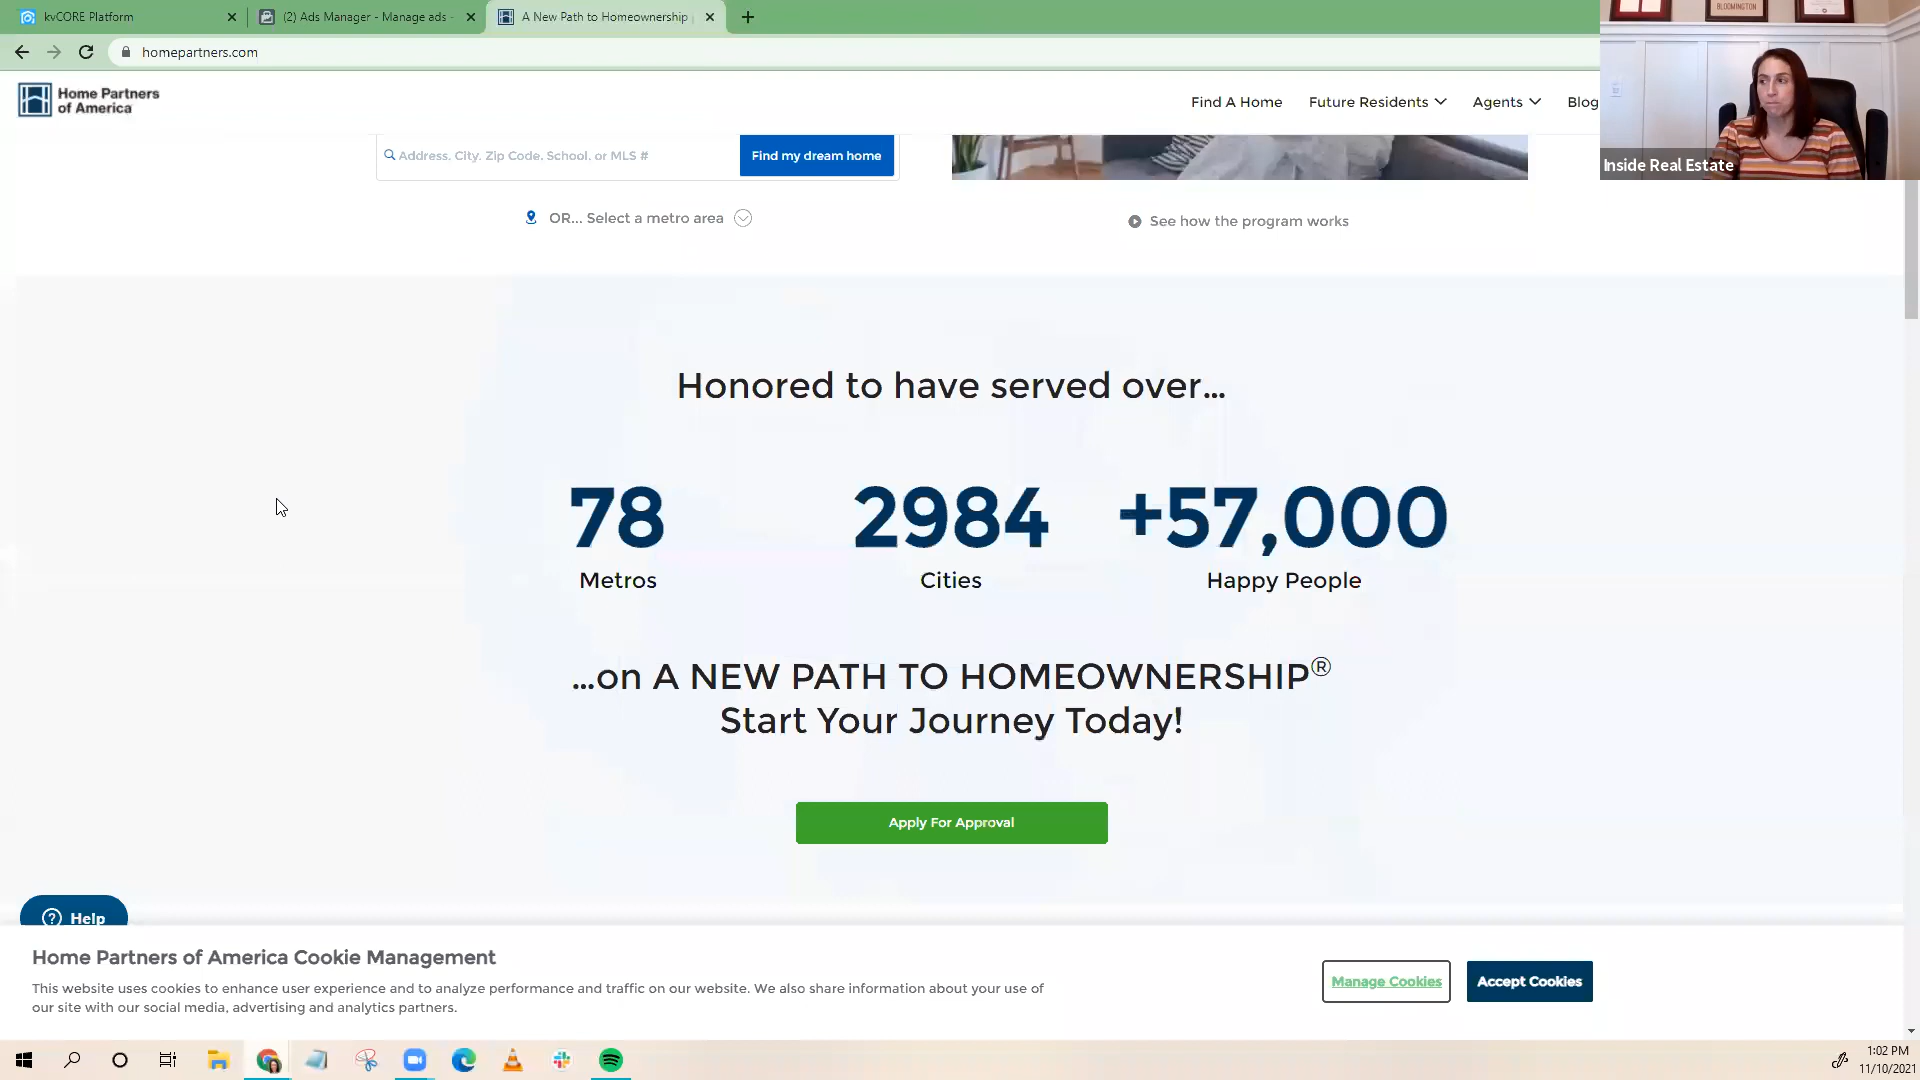 kvCORE Platform
(2) Ads Manager - Manage ads -
A New Path to Homeownership
homepartners.com
BLOOMINGTON
Home Partners
of America
Find A Home
Future Residents
Agents
Blog
Inside Real Estate
Address, City, Zip Code, School, or MLS #
Find my dream home
OR... Select a metro area
See how the program works
Honored to have served over...
78
2984
+57,000
Metros
Cities
Happy People
...on A NEW PATH TO HOMEOWNERSHIP®
Start Your Journey Today!
Apply For Approval
? Help
Home Partners of America Cookie Management
This website uses cookies to enhance user experience and to analyze performance and traffic on our website. We also share information about your use of
our site with our social media, advertising and analytics partners.
Manage Cookies
Accept Cookies
1:02 PM
11/10/2021